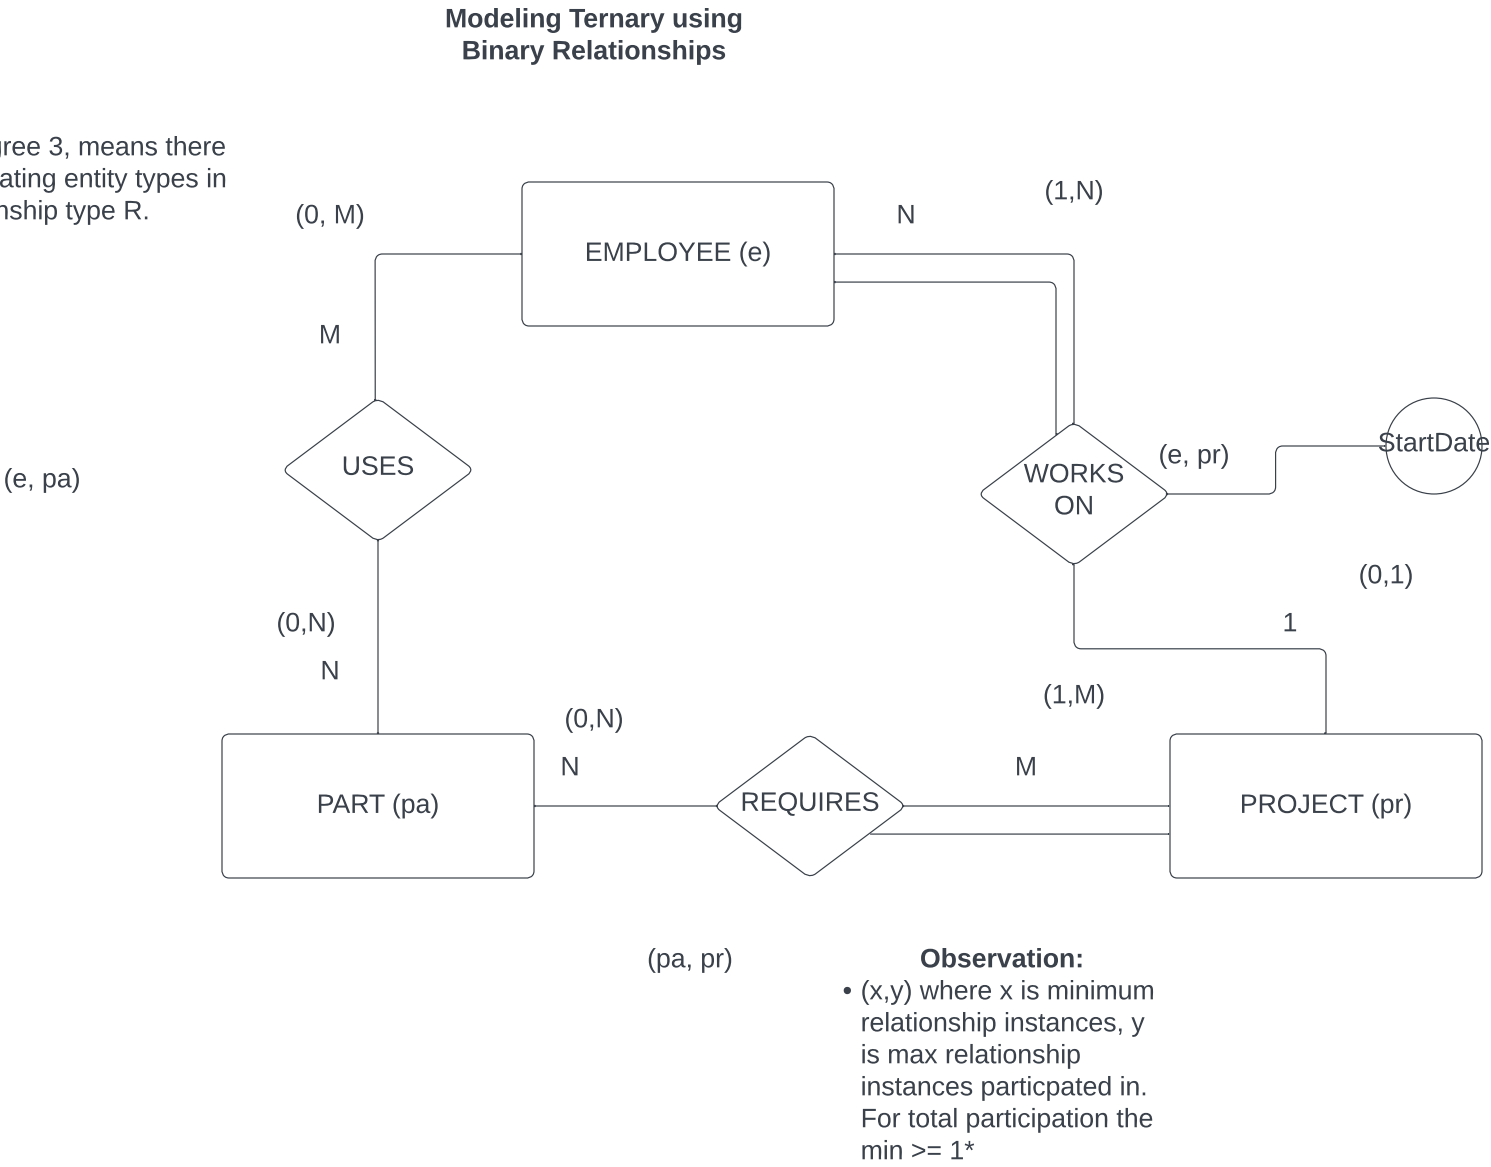 Modeling Ternary using
Binary Relationships
gree 3, means there
ating entity types in
nship type R.
(0, M)
EMPLOYEE (e)
N
(1,N)
M
USES
(e, pa)
WORKS
ON
(e, pr)
StartDate
(0,1)
1
(0,N)
N
(0,N)
N
(1,M)
M
PART (pa)
REQUIRES
PROJECT (pr)
(pa, pr)
Observation:
• (x,y) where x is minimum
relationship instances, y
is max relationship
instances particpated in.
For total participation the
min >= 1*